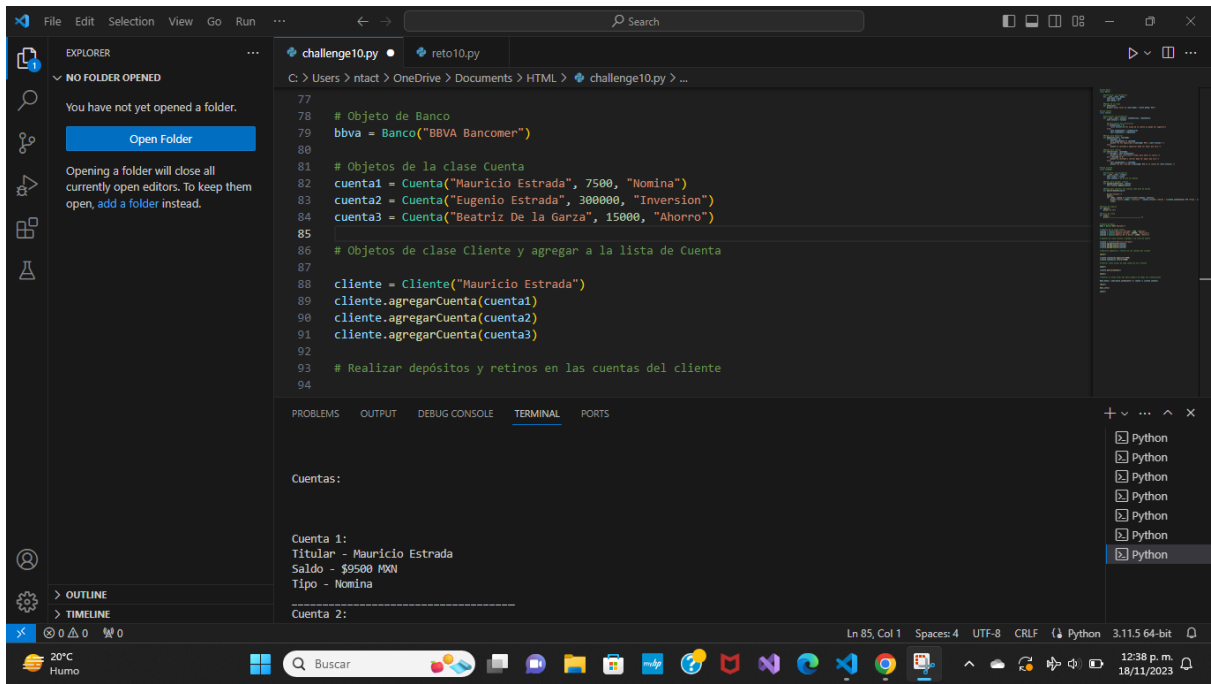 File Edit Selection View Go Run ··· Search
EXPLORER ···
NO FOLDER OPENED
You have not yet opened a folder.
Open Folder
Opening a folder will close all
currently open editors. To keep them
open, add a folder instead.
OUTLINE
TIMELINE
challenge10.py reto10.py
C: > Users > ntact > OneDrive > Documents > HTML > challenge10.py > ...
77
78 # Objeto de Banco
79 bbva = Banco("BBVA Bancomer")
80
81 # Objetos de la clase Cuenta
82 cuenta1 = Cuenta("Mauricio Estrada", 7500, "Nomina")
83 cuenta2 = Cuenta("Eugenio Estrada", 300000, "Inversion")
84 cuenta3 = Cuenta("Beatriz De la Garza", 15000, "Ahorro")
85
86 # Objetos de clase Cliente y agregar a la lista de Cuenta
87
88 cliente = Cliente("Mauricio Estrada")
89 cliente.agregarCuenta(cuenta1)
90 cliente.agregarCuenta(cuenta2)
91 cliente.agregarCuenta(cuenta3)
92
93 # Realizar depósitos y retiros en las cuentas del cliente
94
PROBLEMS OUTPUT DEBUG CONSOLE TERMINAL PORTS
Cuentas:
Cuenta 1:
Titular - Mauricio Estrada
Saldo - $9500 MXN
Tipo - Nomina
____________________________________
Cuenta 2:
Python
Python
Python
Python
Python
Python
Python
0 0 0 Ln 85, Col 1 Spaces: 4 UTF-8 CRLF Python 3.11.5 64-bit
20°C
Humo
Buscar
12:38 p. m.
18/11/2023